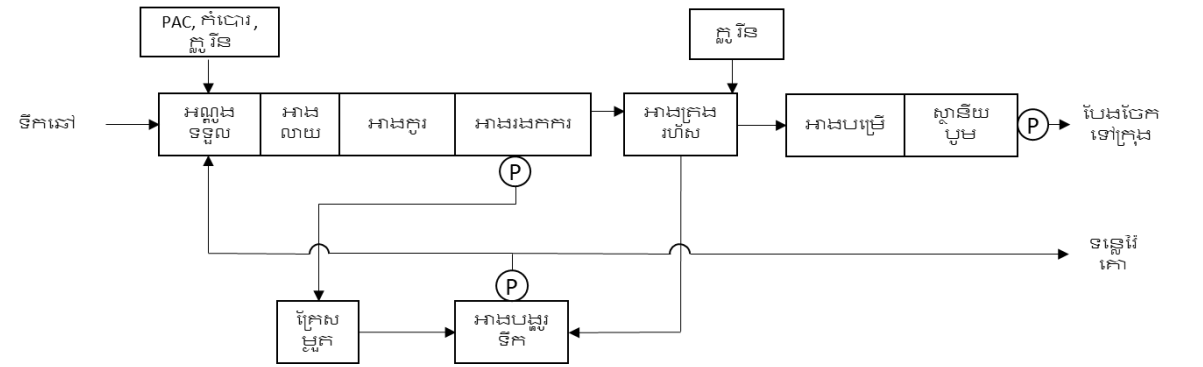 PAC, កំបោរ,
ក្លូរីន
ក្លូរីន
ទឹកឆៅ
អណ្តូង
ទទួល
អាង
លាយ
អាងកូរ
អាងរងកករ
អាងត្រង
រហ័ស
អាងបម្រើ
ស្ថានីយ
បូម
P
បែងចែក
ទៅក្រុង
P
ទន្លេវ៉ៃ
គោ
P
គ្រែស
ម្ងួត
អាងបង្ហូរ
ទឹក